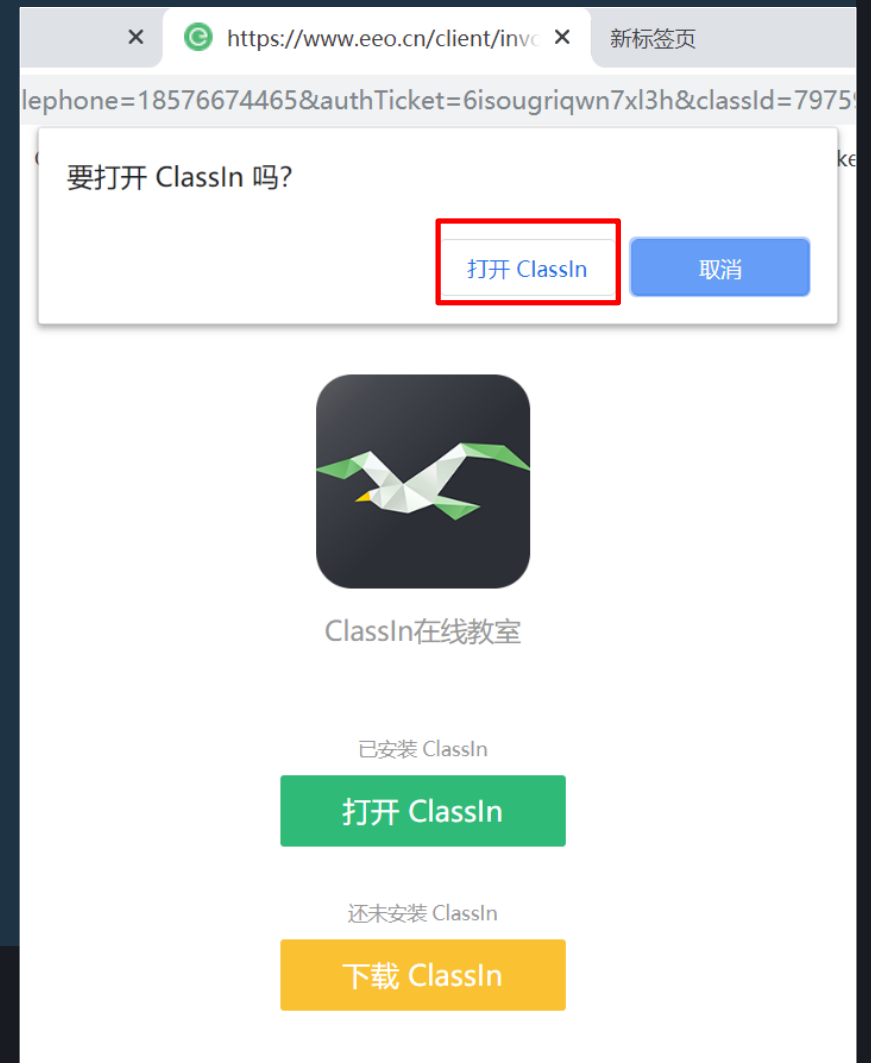 https://www.eeo.cn/client/inv
新标签页
lephone=18576674465&authTicket=6isougriqwn7xl3h&classId=7975
要打开 ClassIn 吗?
打开 ClassIn
取消
ClassIn在线教室
已安装 ClassIn
打开 ClassIn
还未安装 ClassIn
下载 ClassIn